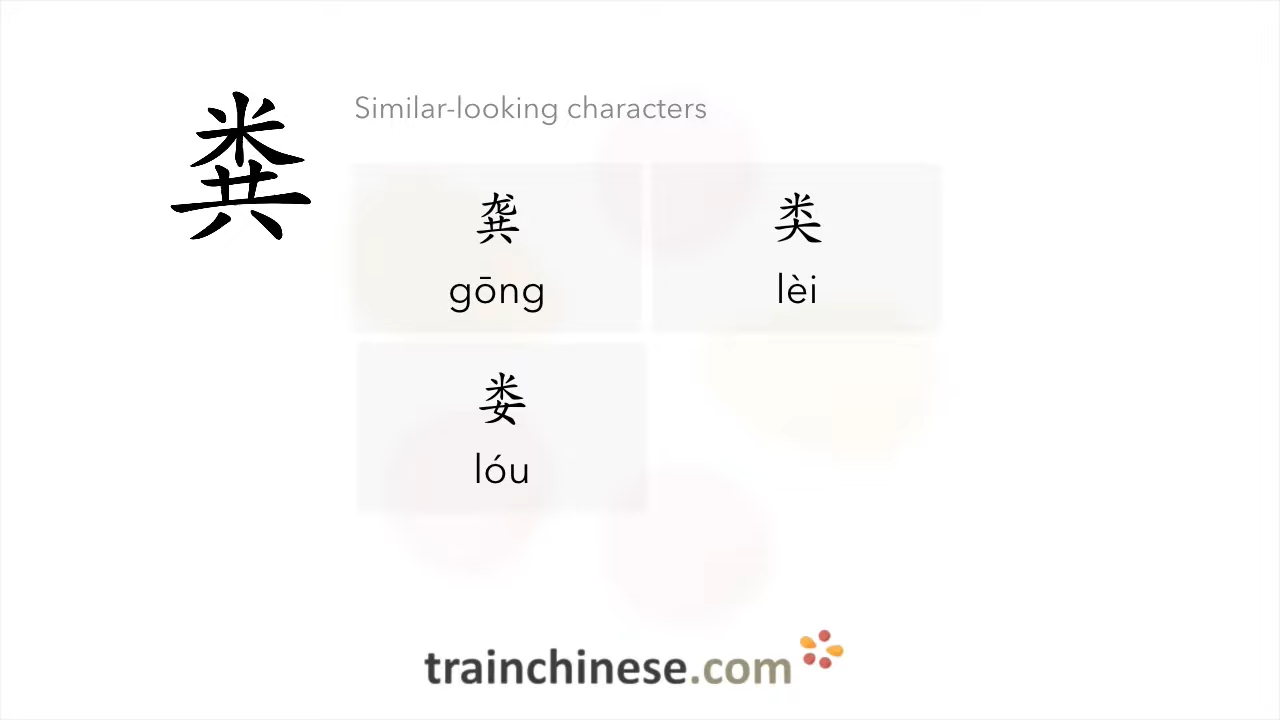 粪
Similar-looking characters
龚 类
gōng lèi
娄
lóu
trainchinese.com